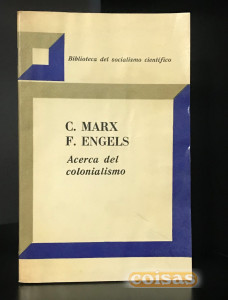 Biblioteca del socialismo científico
C. MARX
F. ENGELS
Acerca del
colonialismo
coisas